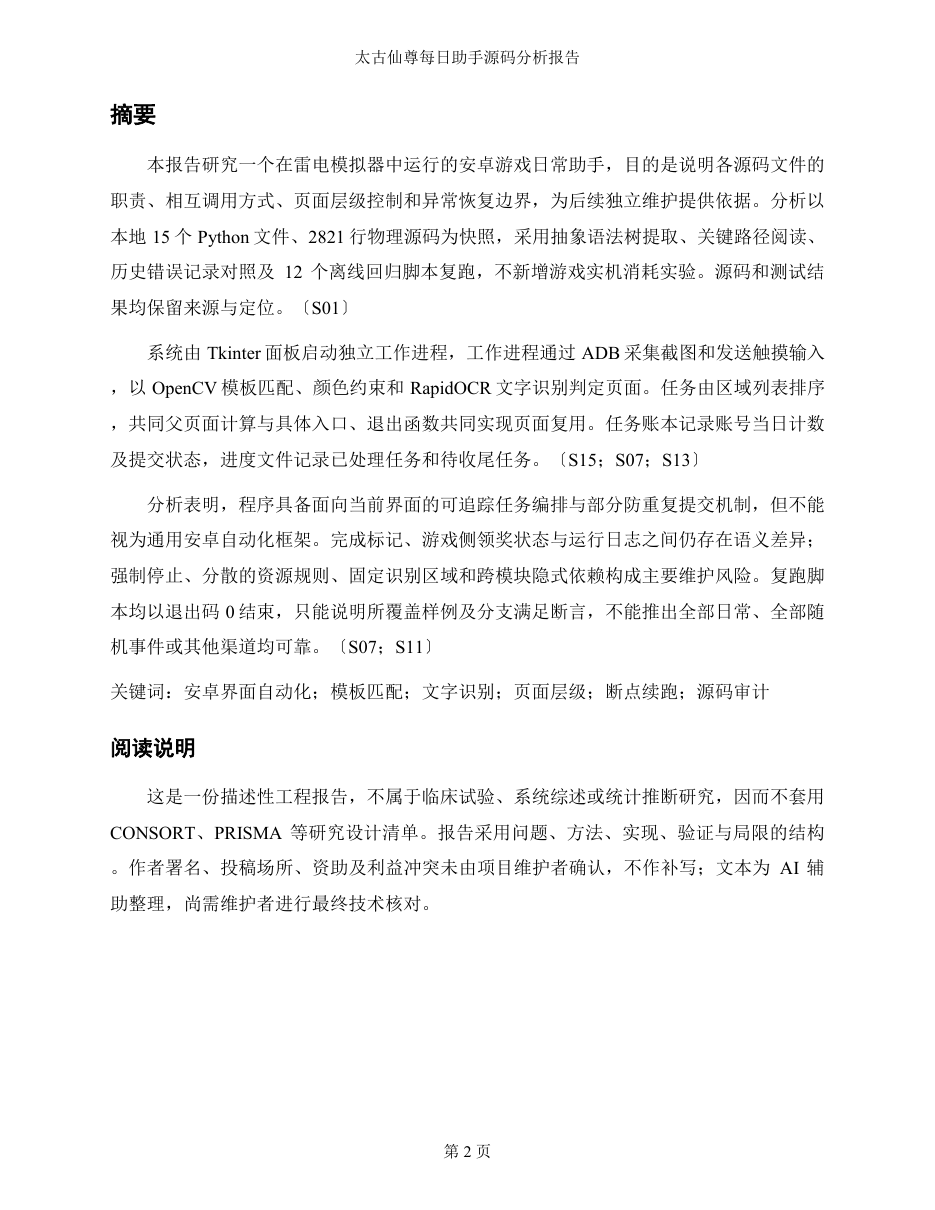 太古仙尊每日助手源码分析报告
摘要
本报告研究一个在雷电模拟器中运行的安卓游戏日常助手，目的是说明各源码文件的
职责、相互调用方式、页面层级控制和异常恢复边界，为后续独立维护提供依据。分析以
本地 15 个 Python 文件、2821 行物理源码为快照，采用抽象语法树提取、关键路径阅读、
历史错误记录对照及 12 个离线回归脚本复跑，不新增游戏实机消耗实验。源码和测试结
果均保留来源与定位。〔S01〕
系统由 Tkinter 面板启动独立工作进程，工作进程通过 ADB 采集截图和发送触摸输入
，以 OpenCV 模板匹配、颜色约束和 RapidOCR 文字识别判定页面。任务由区域列表排序
，共同父页面计算与具体入口、退出函数共同实现页面复用。任务账本记录账号当日计数
及提交状态，进度文件记录已处理任务和待收尾任务。〔S15；S07；S13〕
分析表明，程序具备面向当前界面的可追踪任务编排与部分防重复提交机制，但不能
视为通用安卓自动化框架。完成标记、游戏侧领奖状态与运行日志之间仍存在语义差异；
强制停止、分散的资源规则、固定识别区域和跨模块隐式依赖构成主要维护风险。复跑脚
本均以退出码 0 结束，只能说明所覆盖样例及分支满足断言，不能推出全部日常、全部随
机事件或其他渠道均可靠。〔S07；S11〕
关键词：安卓界面自动化；模板匹配；文字识别；页面层级；断点续跑；源码审计
阅读说明
这是一份描述性工程报告，不属于临床试验、系统综述或统计推断研究，因而不套用
CONSORT、PRISMA 等研究设计清单。报告采用问题、方法、实现、验证与局限的结构
。作者署名、投稿场所、资助及利益冲突未由项目维护者确认，不作补写；文本为 AI 辅
助整理，尚需维护者进行最终技术核对。
第 2 页